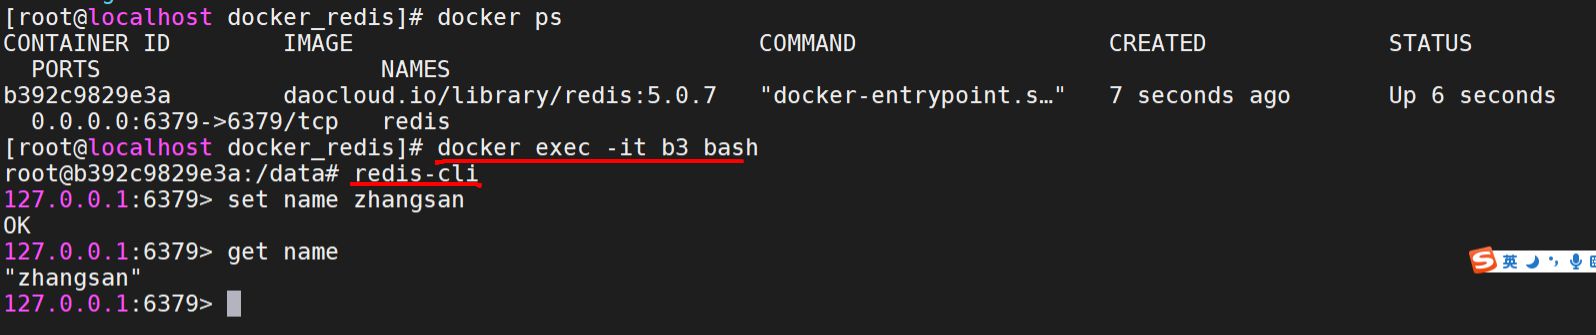 [root@localhost docker_redis]# docker ps
CONTAINER ID        IMAGE                             COMMAND                  CREATED             STATUS
  PORTS                    NAMES
b392c9829e3a        daocloud.io/library/redis:5.0.7   "docker-entrypoint.s…"   7 seconds ago       Up 6 seconds
  0.0.0.0:6379->6379/tcp   redis
[root@localhost docker_redis]# docker exec -it b3 bash
root@b392c9829e3a:/data# redis-cli
127.0.0.1:6379> set name zhangsan
OK
127.0.0.1:6379> get name
"zhangsan"
127.0.0.1:6379>
S 英